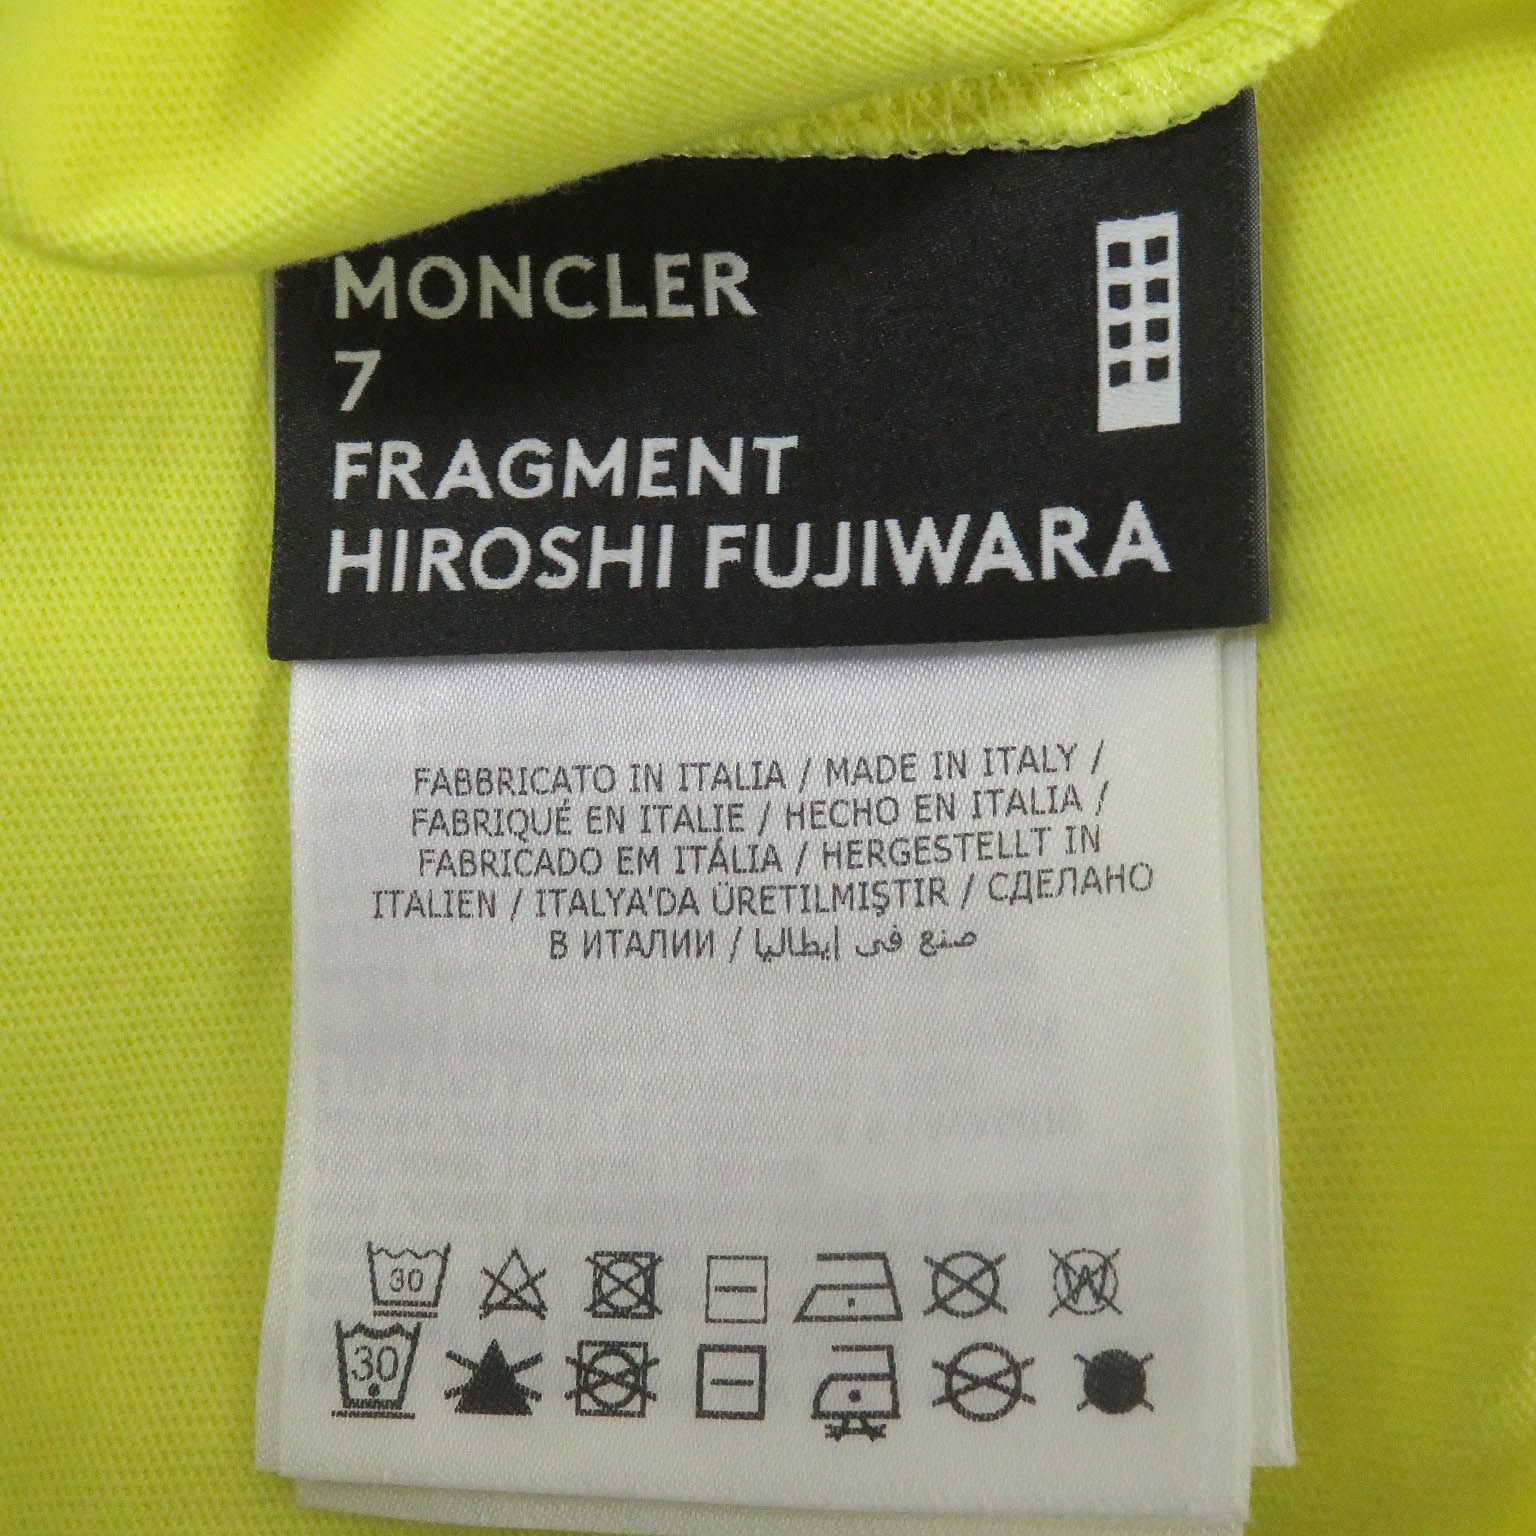 MONCLER
7
FRAGMENT
HIROSHI FUJIWARA
FABBRICATO IN ITALIA / MADE IN ITALY /
FABRIQUÉ EN ITALIE / HECHO EN ITALIA /
FABRICADO EM ITÁLIA / HERGESTELLT IN
ITALIEN / ITALYA'DA ÜRETILMIŞTIR / СДЕЛАНО
В ИТАЛИИ / صنع في إيطاليا
30 W
30